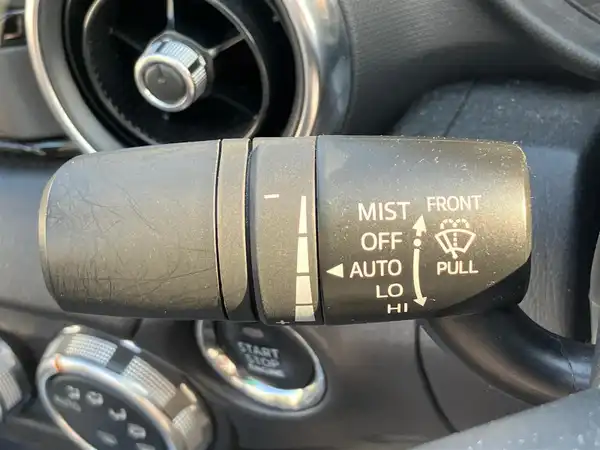 MIST
FRONT
OFF
AUTO
PULL
LO
HI
START
STOP